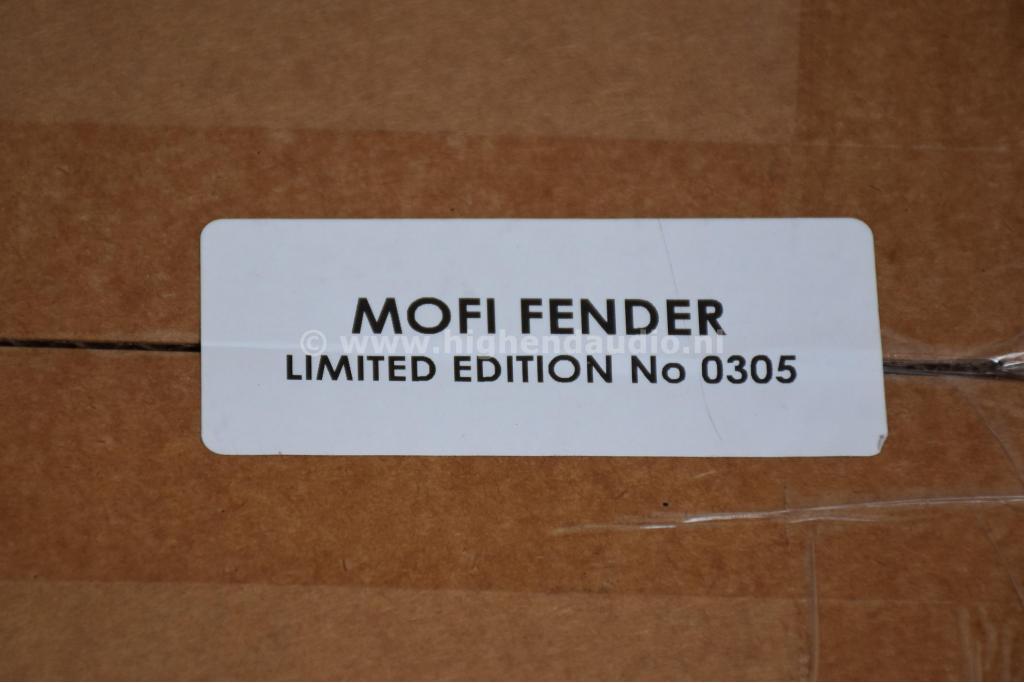 MOFI FENDER
© www.highendaudio.nl
LIMITED EDITION No 0305